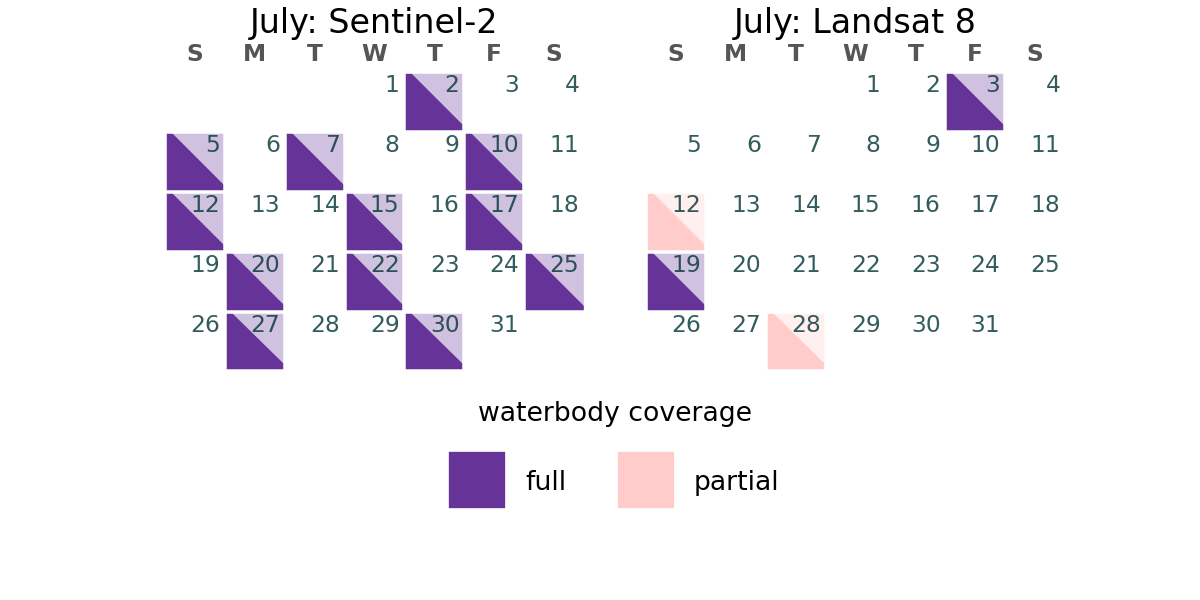 July: Sentinel-2
S M T W T F S
1 2 3 4
5 6 7 8 9 10 11
12 13 14 15 16 17 18
19 20 21 22 23 24 25
26 27 28 29 30 31
July: Landsat 8
S M T W T F S
1 2 3 4
5 6 7 8 9 10 11
12 13 14 15 16 17 18
19 20 21 22 23 24 25
26 27 28 29 30 31
waterbody coverage
full partial